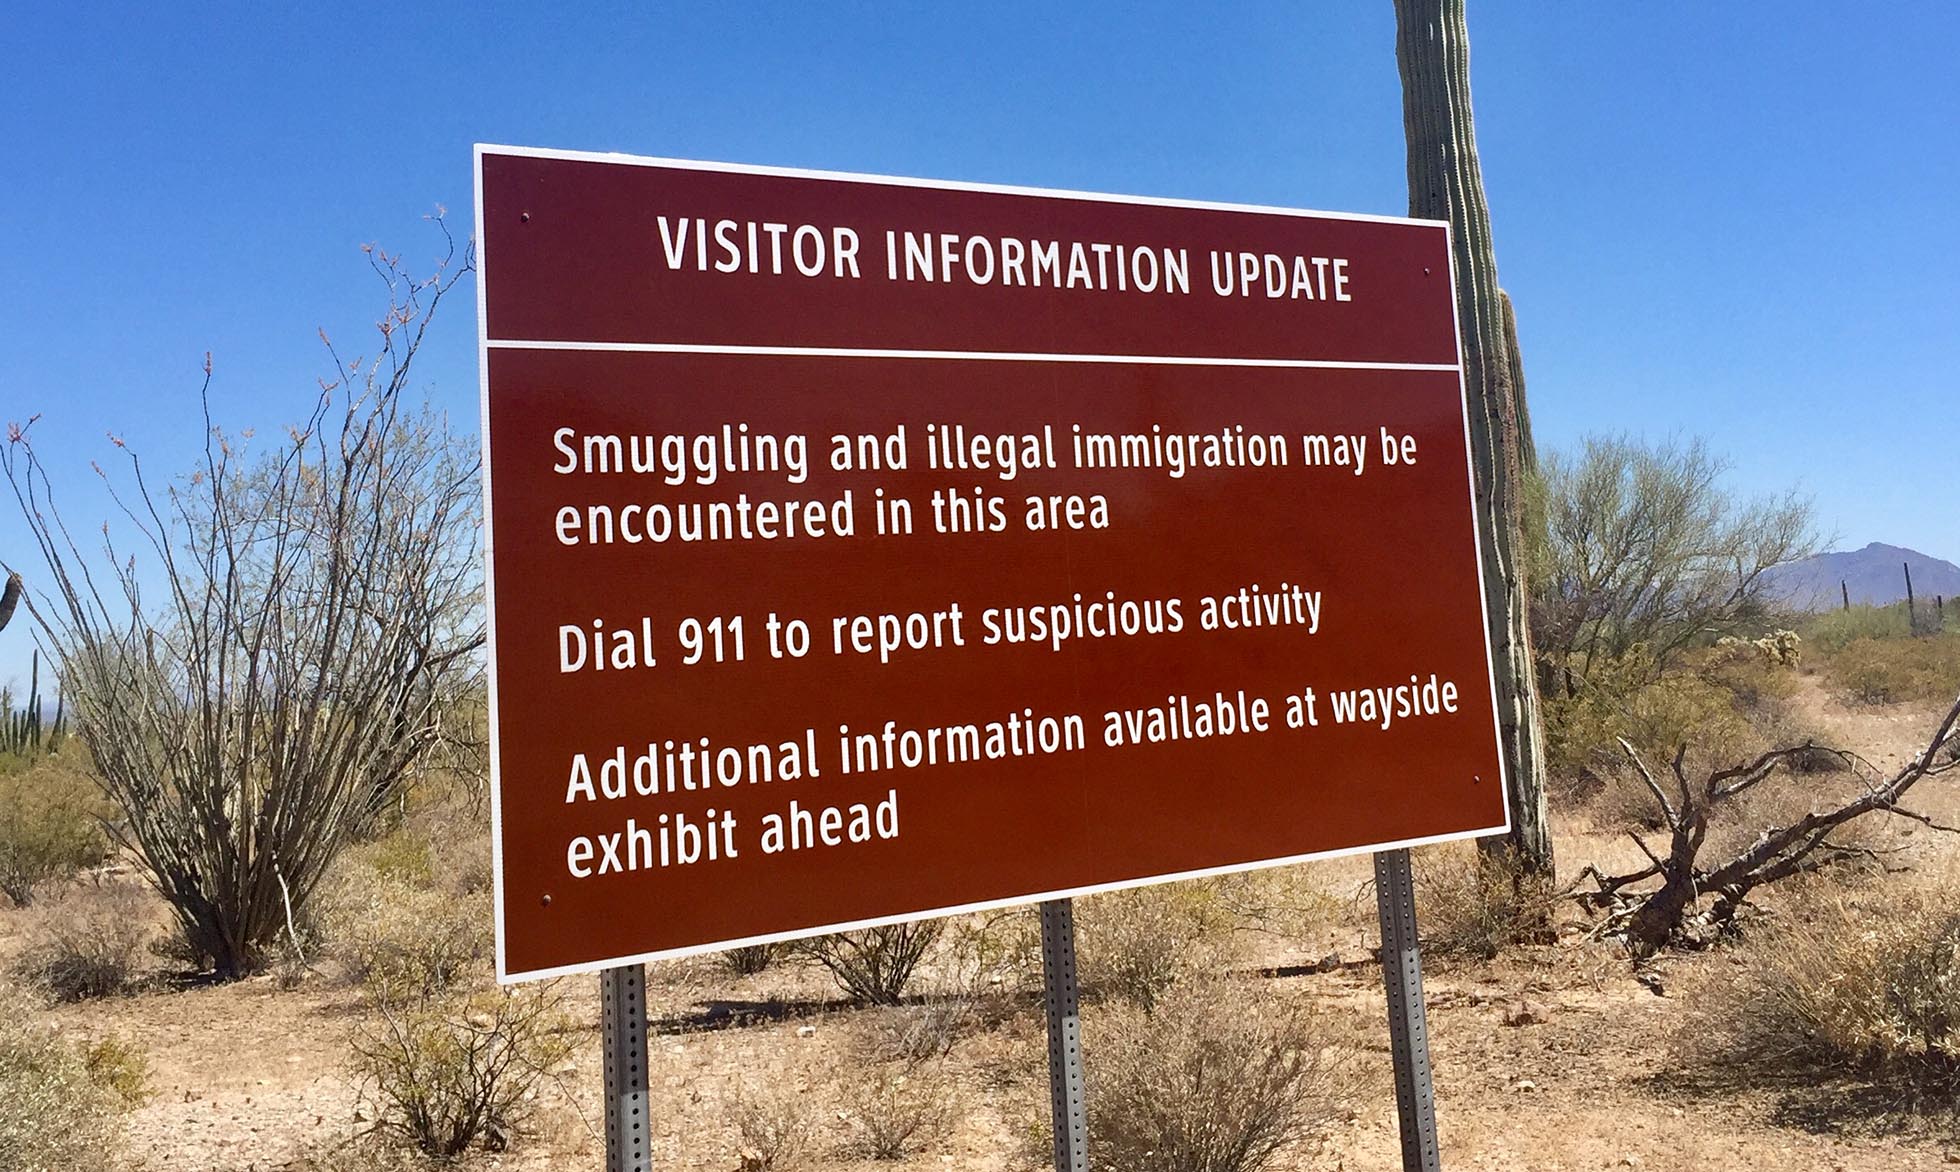 VISITOR INFORMATION UPDATE
Smuggling and illegal immigration may be
encountered in this area
Dial 911 to report suspicious activity
Additional information available at wayside
exhibit ahead